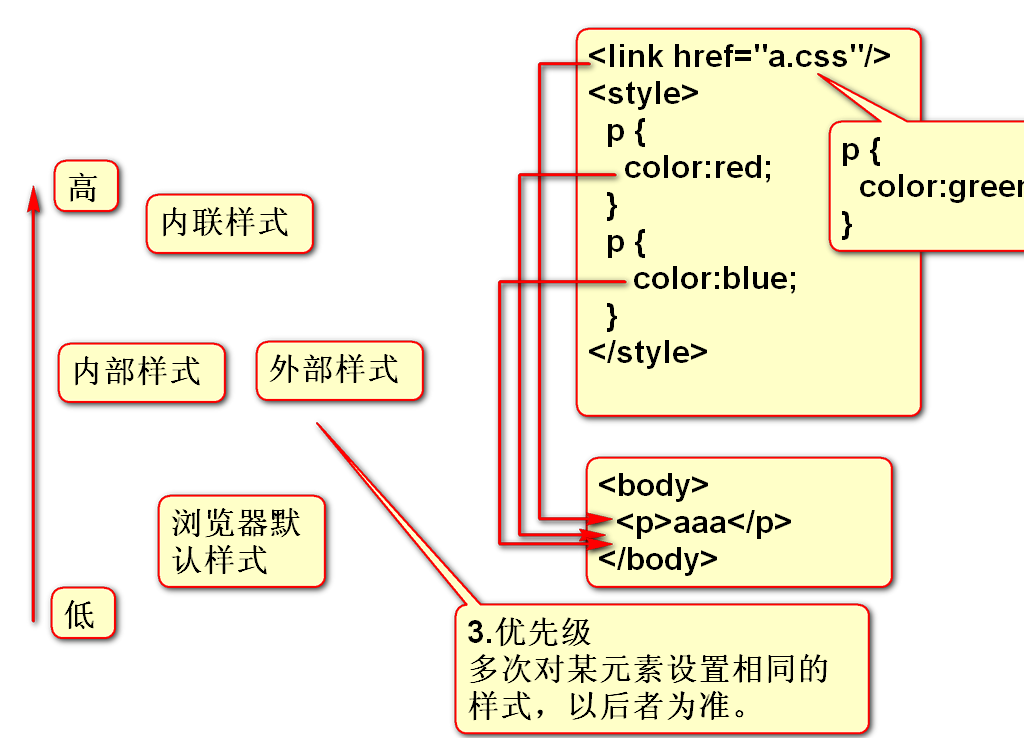 高
内联样式
内部样式
外部样式
浏览器默
认样式
低
<link href="a.css"/>
<style>
p {
color:red;
}
p {
color:blue;
}
</style>
p {
color:green
}
<body>
<p>aaa</p>
</body>
3.优先级
多次对某元素设置相同的
样式，以后者为准。